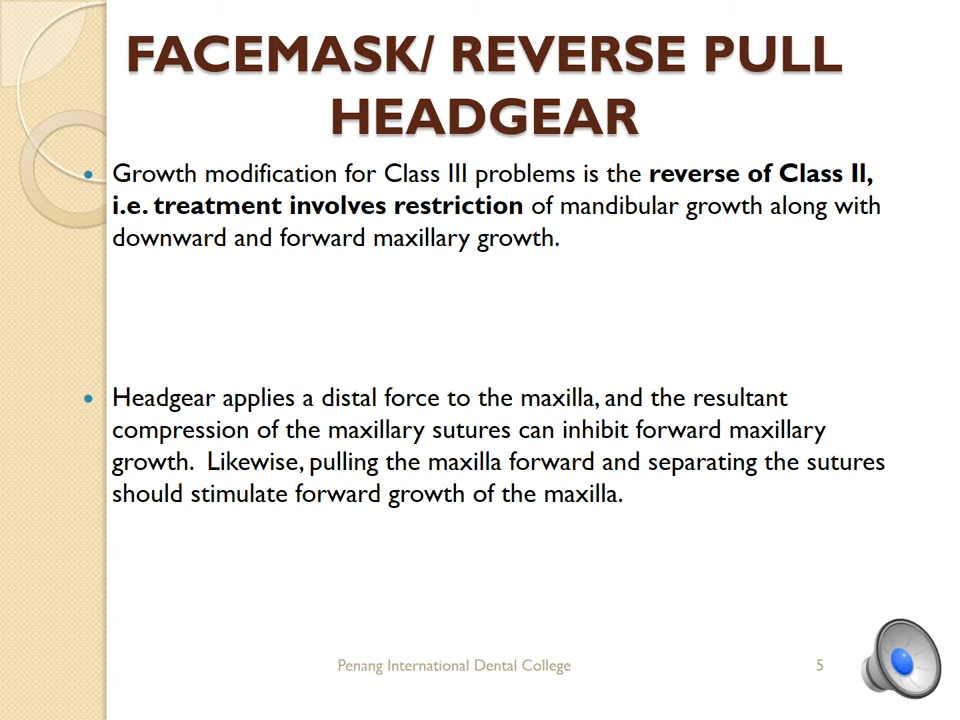 FACEMASK/ REVERSE PULL
HEADGEAR
• Growth modification for Class III problems is the reverse of Class II,
i.e. treatment involves restriction of mandibular growth along with
downward and forward maxillary growth.
• Headgear applies a distal force to the maxilla, and the resultant
compression of the maxillary sutures can inhibit forward maxillary
growth.  Likewise, pulling the maxilla forward and separating the sutures
should stimulate forward growth of the maxilla.
Penang International Dental College
5